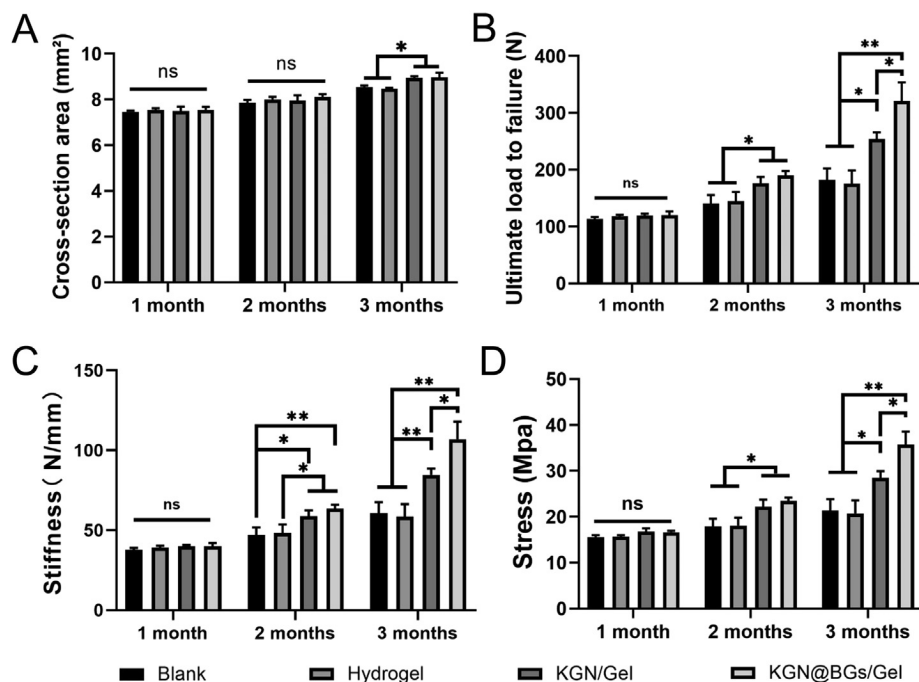 A
Cross-section area (mm²)
10
8
6
4
2
0
ns
ns
*
1 month
2 months
3 months
B
Ultimate load to failure (N)
400
300
200
100
0
ns
*
*
**
*
1 month
2 months
3 months
C
Stiffness( N/mm)
150
100
50
0
ns
**
*
*
**
*
**
1 month
2 months
3 months
D
Stress (Mpa)
50
40
30
20
10
0
ns
*
**
*
*
1 month
2 months
3 months
Blank
Hydrogel
KGN/Gel
KGN@BGs/Gel